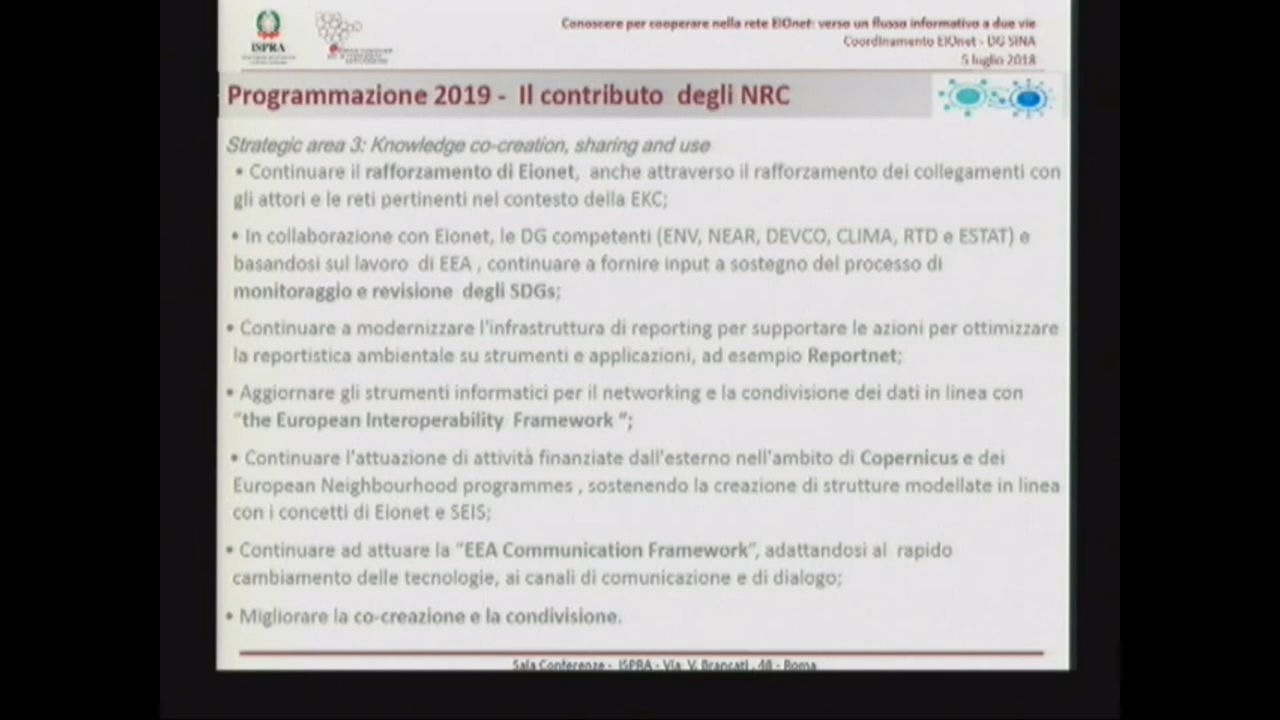 ISPRA
Conoscere per cooperare nella rete EIOnet: verso un flusso informativo a due vie
Coordinamento EIOnet - DG SINA
5 luglio 2018
Programmazione 2019 - Il contributo degli NRC
Strategic area 3: Knowledge co-creation, sharing and use
• Continuare il rafforzamento di Eionet, anche attraverso il rafforzamento dei collegamenti con
gli attori e le reti pertinenti nel contesto della EKC;
• In collaborazione con Eionet, le DG competenti (ENV, NEAR, DEVCO, CLIMA, RTD e ESTAT) e
basandosi sul lavoro di EEA , continuare a fornire input a sostegno del processo di
monitoraggio e revisione degli SDGs;
• Continuare a modernizzare l'infrastruttura di reporting per supportare le azioni per ottimizzare
la reportistica ambientale su strumenti e applicazioni, ad esempio Reportnet;
• Aggiornare gli strumenti informatici per il networking e la condivisione dei dati in linea con
"the European Interoperability Framework ";
• Continuare l'attuazione di attività finanziate dall'esterno nell'ambito di Copernicus e dei
European Neighbourhood programmes , sostenendo la creazione di strutture modellate in linea
con i concetti di Eionet e SEIS;
• Continuare ad attuare la "EEA Communication Framework", adattandosi al rapido
cambiamento delle tecnologie, ai canali di comunicazione e di dialogo;
• Migliorare la co-creazione e la condivisione.
Sala Conferenze - ISPRA - Via V. Brancati , 48 - Roma